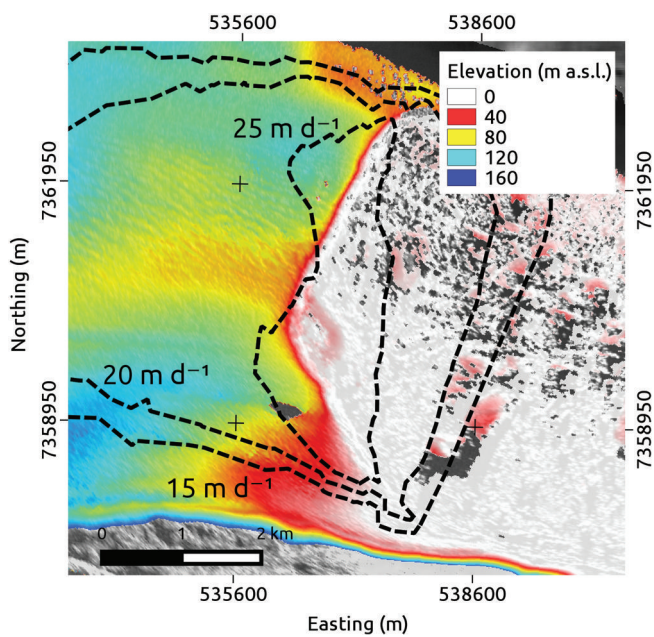 535600 538600
Elevation (m a.s.l.)
0
40
80
120
160
25 m d⁻¹
7361950
7361950
Northing (m)
20 m d⁻¹
7358950
7358950
15 m d⁻¹
0 1 2 km
535600 538600
Easting (m)